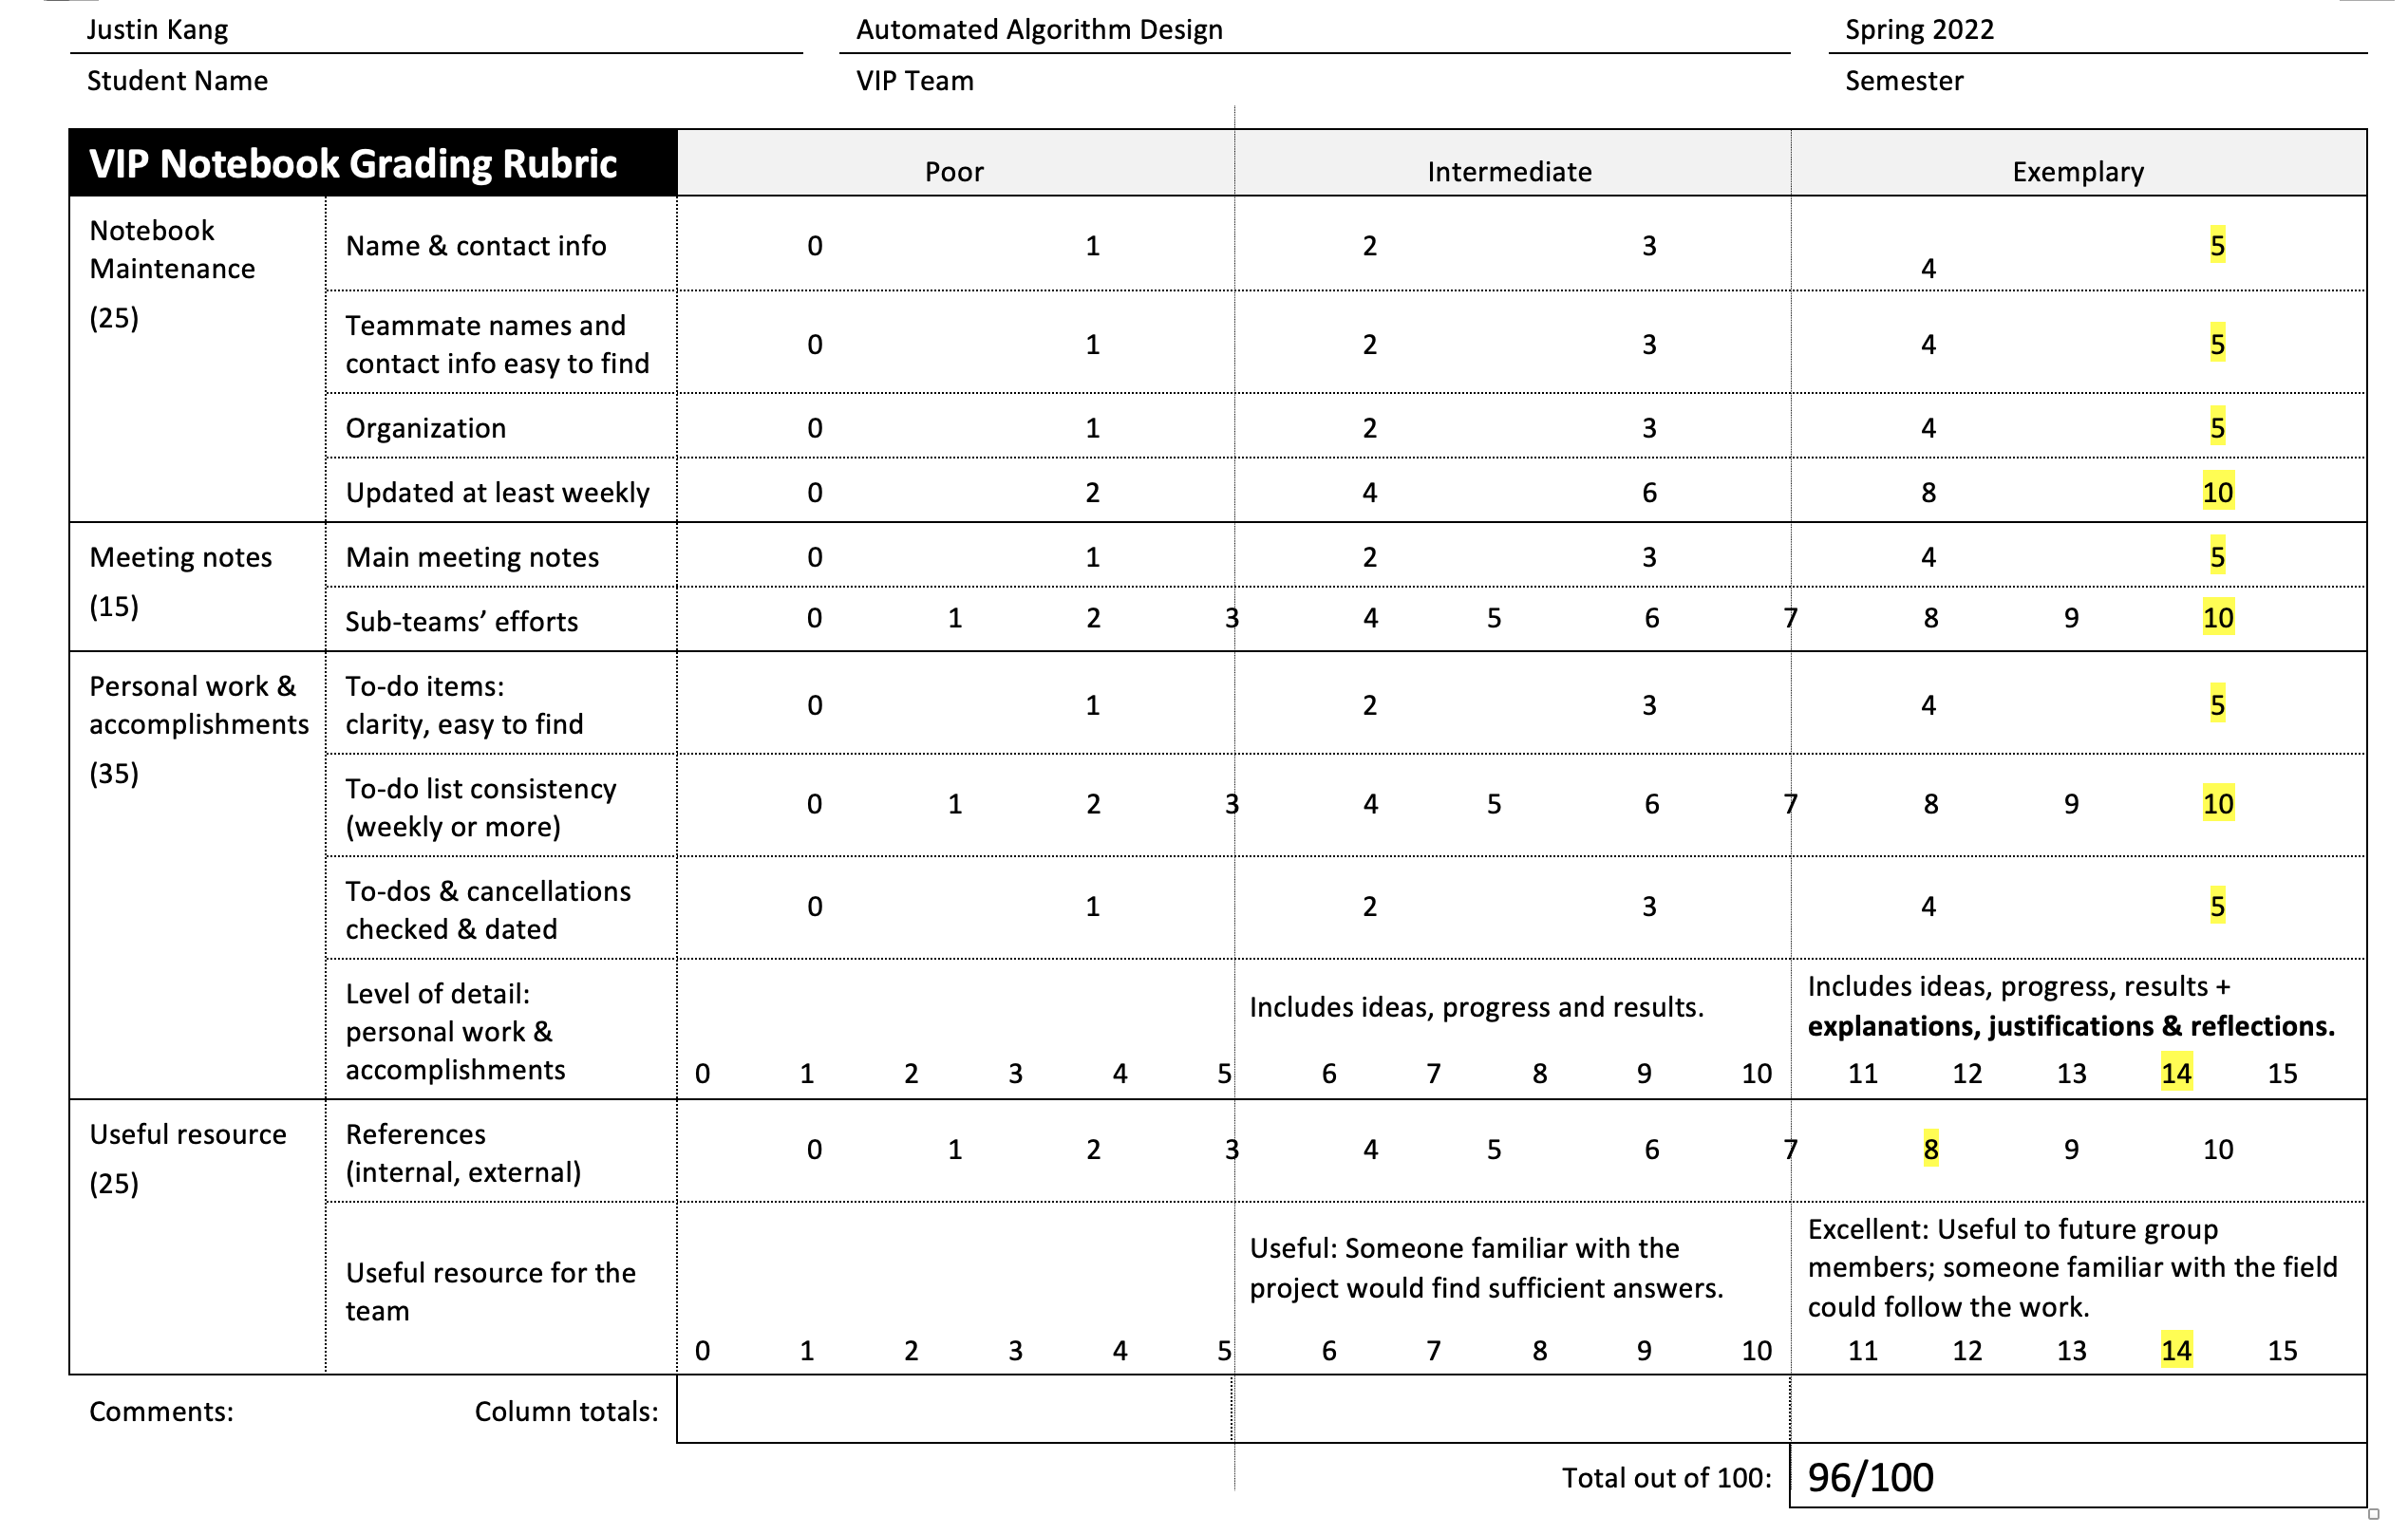 Justin Kang
Automated Algorithm Design
Spring 2022
Student Name
VIP Team
Semester
VIP Notebook Grading Rubric
Poor
Intermediate
Exemplary
Notebook
Maintenance
(25)
Name & contact info
0 1 2 3 4 5
Teammate names and
contact info easy to find
0 1 2 3 4 5
Organization
0 1 2 3 4 5
Updated at least weekly
0 2 4 6 8 10
Meeting notes
(15)
Main meeting notes
0 1 2 3 4 5
Sub-teams’ efforts
0 1 2 3 4 5 6 7 8 9 10
Personal work &
accomplishments
(35)
To-do items:
clarity, easy to find
0 1 2 3 4 5
To-do list consistency
(weekly or more)
0 1 2 3 4 5 6 7 8 9 10
To-dos & cancellations
checked & dated
0 1 2 3 4 5
Level of detail:
personal work &
accomplishments
Includes ideas, progress and results.
Includes ideas, progress, results +
explanations, justifications & reflections.
0 1 2 3 4 5 6 7 8 9 10 11 12 13 14 15
Useful resource
(25)
References
(internal, external)
0 1 2 3 4 5 6 7 8 9 10
Useful resource for the
team
Useful: Someone familiar with the
project would find sufficient answers.
Excellent: Useful to future group
members; someone familiar with the field
could follow the work.
0 1 2 3 4 5 6 7 8 9 10 11 12 13 14 15
Comments:
Column totals:
Total out of 100:
96/100